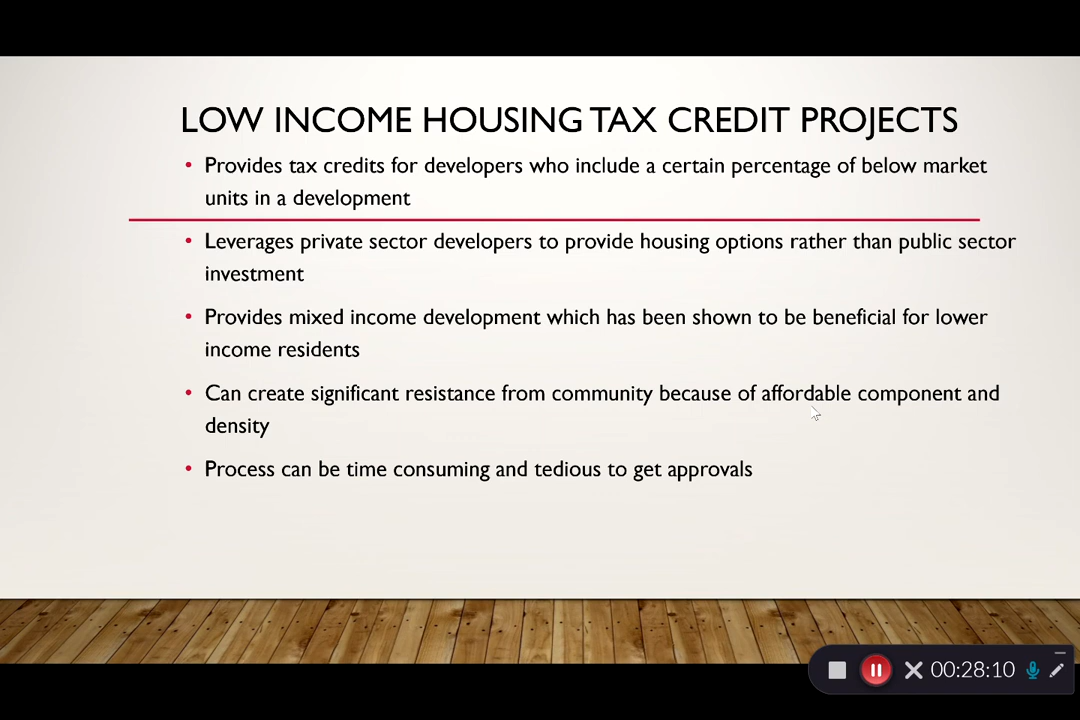 LOW INCOME HOUSING TAX CREDIT PROJECTS
• Provides tax credits for developers who include a certain percentage of below market
units in a development
• Leverages private sector developers to provide housing options rather than public sector
investment
• Provides mixed income development which has been shown to be beneficial for lower
income residents
• Can create significant resistance from community because of affordable component and
density
• Process can be time consuming and tedious to get approvals
00:28:10